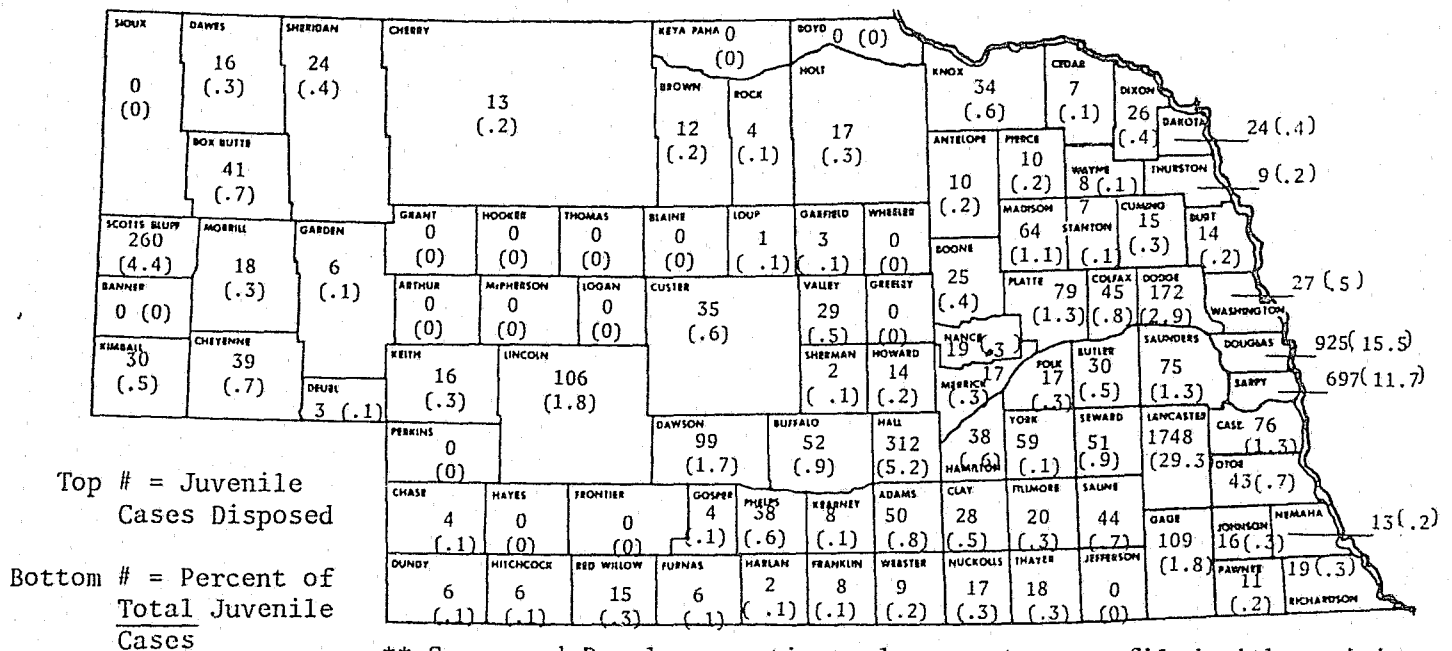 SIOUX
0
(0)
DAWES
16
(.3)
SHERIDAN
24
(.4)
CHERRY
13
(.2)
KEYA PAHA 0
(0)
BOYD 0 (0)
BROWN
12
(.2)
ROCK
4
(.1)
HOLT
17
(.3)
KNOX
34
(.6)
CEDAR
7
(.1)
DIXON
26
(.4)
DAKOTA
24(.4)
BOX BUTTE
41
(.7)
ANTELOPE
10
(.2)
PIERCE
10
(.2)
WAYNE
8(.1)
THURSTON
9(.2)
SCOTTS BLUFF
260
(4.4)
MORRILL
18
(.3)
GARDEN
6
(.1)
GRANT
0
(0)
HOOKER
0
(0)
THOMAS
0
(0)
BLAINE
0
(0)
LOUP
1
( .1)
GARFIELD
3
( .1)
WHEELER
0
(0)
BOONE
25
(.4)
MADISON
64
(1.1)
7
STANTON
(.1)
CUMING
15
(.3)
BURT
14
(.2)
BANNER
0 (0)
ARTHUR
0
(0)
McPHERSON
0
(0)
LOGAN
0
(0)
CUSTER
35
(.6)
VALLEY
29
(.5)
GREELEY
0
(0)
PLATTE 79
(1.3)
COLFAX
45
(.8)
DODGE
172
(2.9)
WASHINGTON
27(.5)
KIMBALL
30
(.5)
CHEYENNE
39
(.7)
DEUEL
3 (.1)
KEITH
16
(.3)
LINCOLN
106
(1.8)
SHERMAN
2
( .1)
HOWARD
14
(.2)
NANCE
19 (.3
MERRICK 17
(.3)
POLK
17
(.3)
BUTLER
30
(.5)
SAUNDERS
75
(1.3)
DOUGLAS
925(15.5)
SARPY
697(11.7)
PERKINS
0
(0)
DAWSON
99
(1.7)
BUFFALO
52
(.9)
HALL
312
(5.2)
38
(.6)
HAMILTON
YORK
59
(.1)
SEWARD
51
(.9)
LANCASTER
1748
(29.3
CASS 76
(1.3)
OTOE
43(.7)
Top # = Juvenile
Cases Disposed
CHASE
4
(.1)
HAYES
0
(0)
FRONTIER
0
(0)
GOSPER
4
(.1)
PHELPS
38
(.6)
KEARNEY
8
(.1)
ADAMS
50
(.8)
CLAY
28
(.5)
FILLMORE
20
(.3)
SALINE
44
(.7)
GAGE
109
(1.8)
JOHNSON
16(.3)
NEMAHA
13(.2)
Bottom # = Percent of
Total Juvenile
Cases
DUNDY
6
(.1)
HITCHCOCK
6
(.1)
RED WILLOW
15
(.3)
FURNAS
6
(.1)
HARLAN
2
( .1)
FRANKLIN
8
(.1)
WEBSTER
9
(.2)
NUCKOLLS
17
(.3)
THAYER
18
(.3)
JEFFERSON
0
(0)
PAWNEE
11
(.2)
19(.3)
RICHARDSON